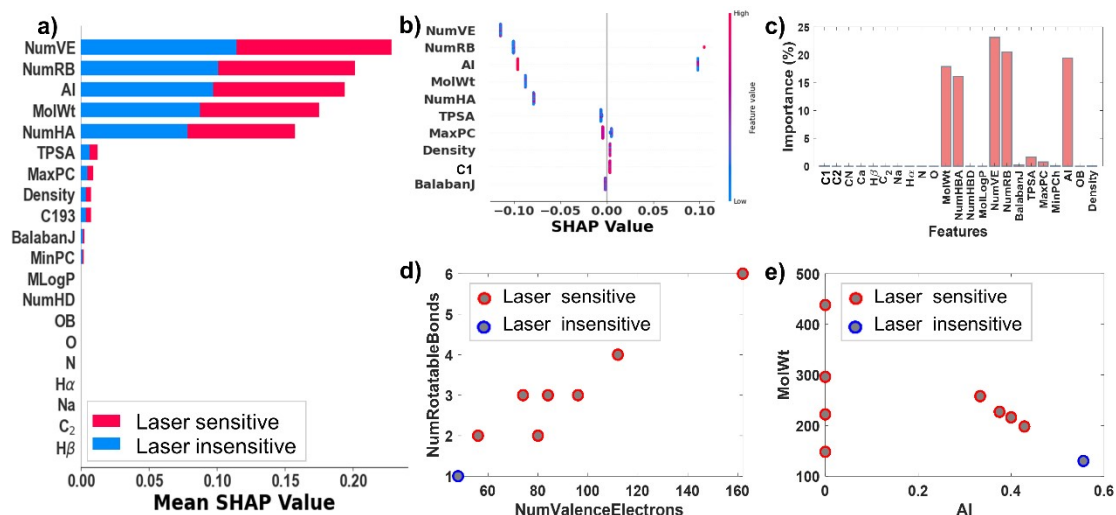 a)
NumVE
NumRB
AI
MolWt
NumHA
TPSA
MaxPC
Density
C193
BalabanJ
MinPC
MLogP
NumHD
OB
O
N
Hα
Na
C2
Hβ
Laser sensitive
Laser insensitive
0.00 0.05 0.10 0.15 0.20
Mean SHAP Value
b)
NumVE
NumRB
AI
MolWt
NumHA
TPSA
MaxPC
Density
C1
BalabanJ
−0.10 −0.05 0.00 0.05 0.10
SHAP Value
High
Feature value
Low
c)
Importance (%)
25
20
15
10
5
0
C1 C2 CN Ca Hβ C2 Na Hα N O MolWt NumHBA NumHBD MolLogP NumVE NumRB BalabanJ TPSA MaxPC MinPCh AI OB Density
Features
d)
NumRotatableBonds
6
5
4
3
2
1
Laser sensitive
Laser insensitive
60 80 100 120 140 160
NumValenceElectrons
e)
MolWt
500
400
300
200
100
Laser sensitive
Laser insensitive
0 0.2 0.4 0.6
AI